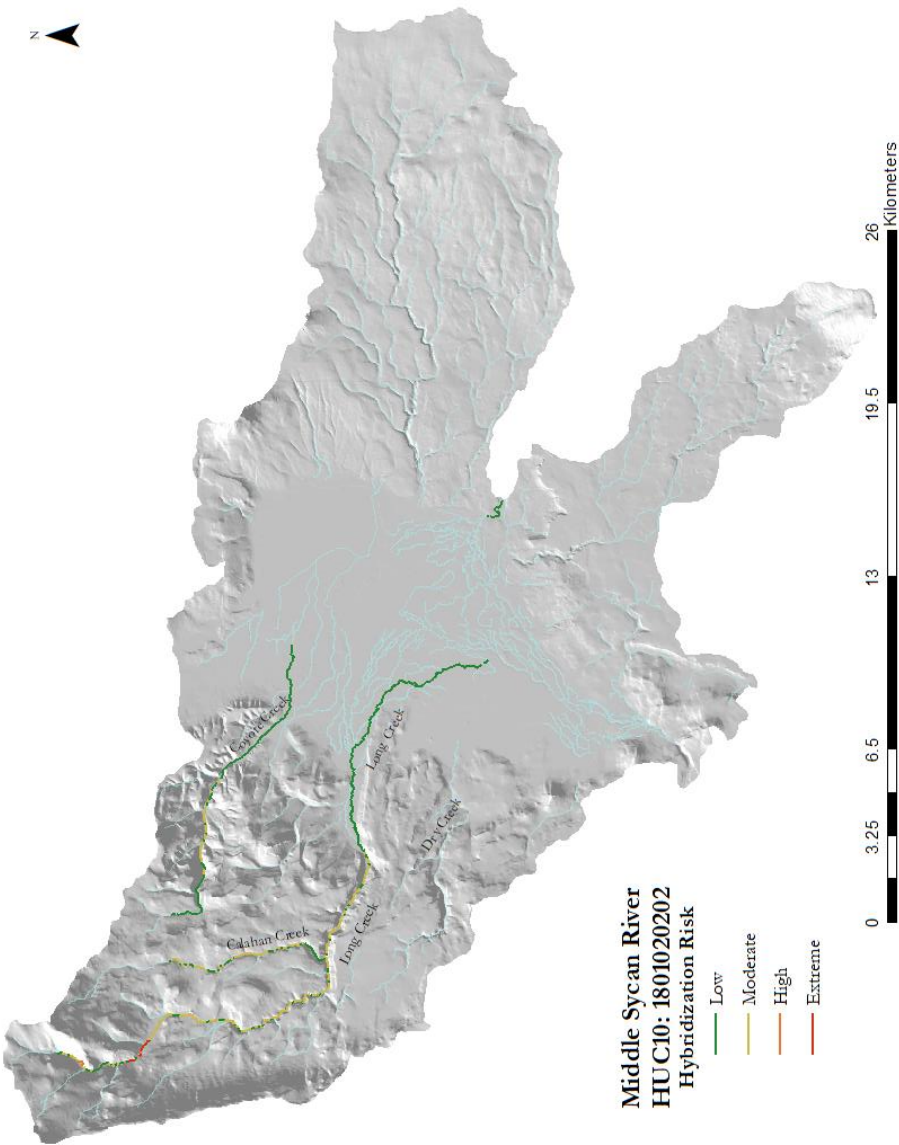 N
Coyote Creek
Long Creek
Dry Creek
Calahan Creek
Long Creek
Middle Sycan River
HUC10: 1801020202
Hybridization Risk
Low
Moderate
High
Extreme
0 3.25 6.5 13 19.5 26
Kilometers